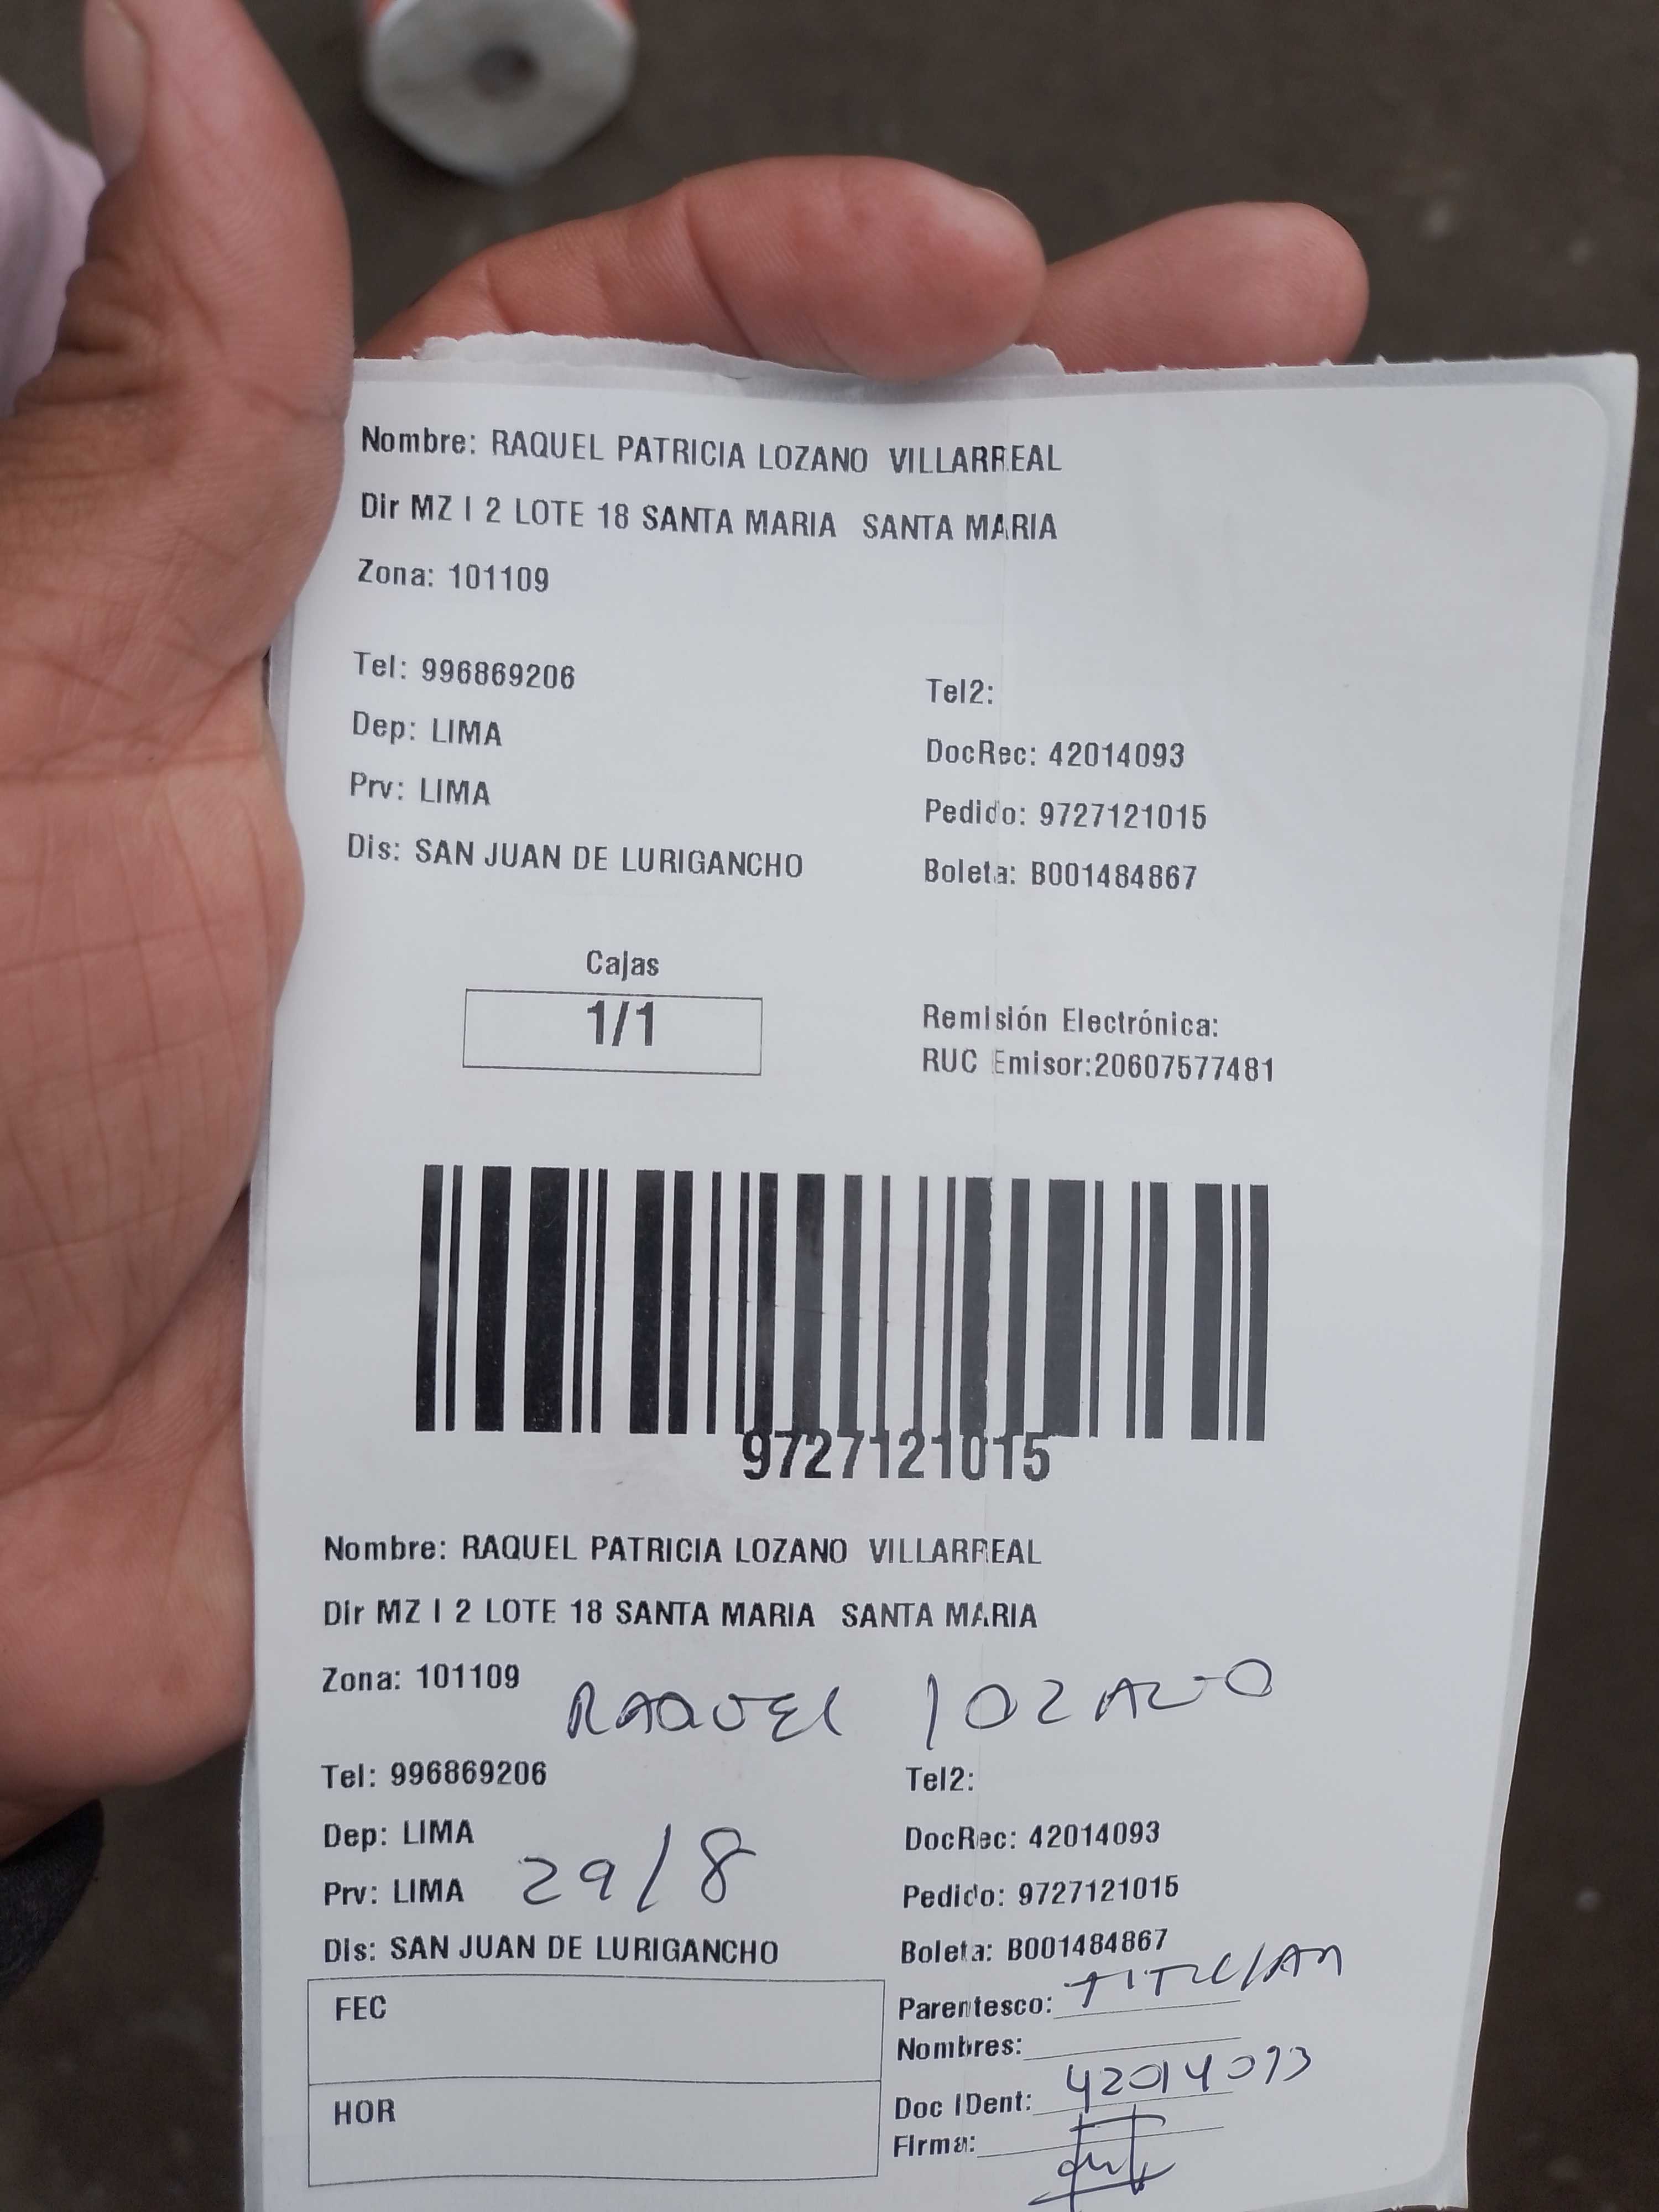 Nombre: RAQUEL PATRICIA LOZANO VILLARREAL
Dir MZ I 2 LOTE 18 SANTA MARIA SANTA MARIA
Zona: 101109
Tel: 996869206
Tel2:
Dep: LIMA
DocRec: 42014093
Prv: LIMA
Pedido: 9727121015
Dis: SAN JUAN DE LURIGANCHO
Boleta: B001484867
Cajas
1/1
Remisión Electrónica:
RUC Emisor:20607577481
9727121015
Nombre: RAQUEL PATRICIA LOZANO VILLARREAL
Dir MZ I 2 LOTE 18 SANTA MARIA SANTA MARIA
Zona: 101109
RAQUEL LOZANO
Tel: 996869206
Tel2:
Dep: LIMA
DocRec: 42014093
Prv: LIMA 29/8
Pedido: 9727121015
Dis: SAN JUAN DE LURIGANCHO
Boleta: B001484867
FEC
Parentesco: TITULAR
Nombres:
HOR
Doc IDent: 42014093
Firma: